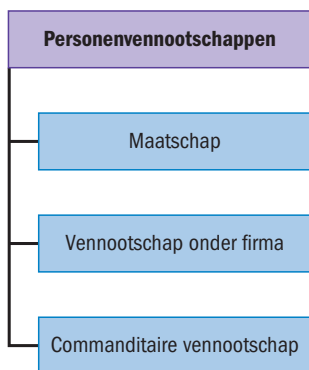 Personenvennootschappen
Maatschap
Vennootschap onder firma
Commanditaire vennootschap